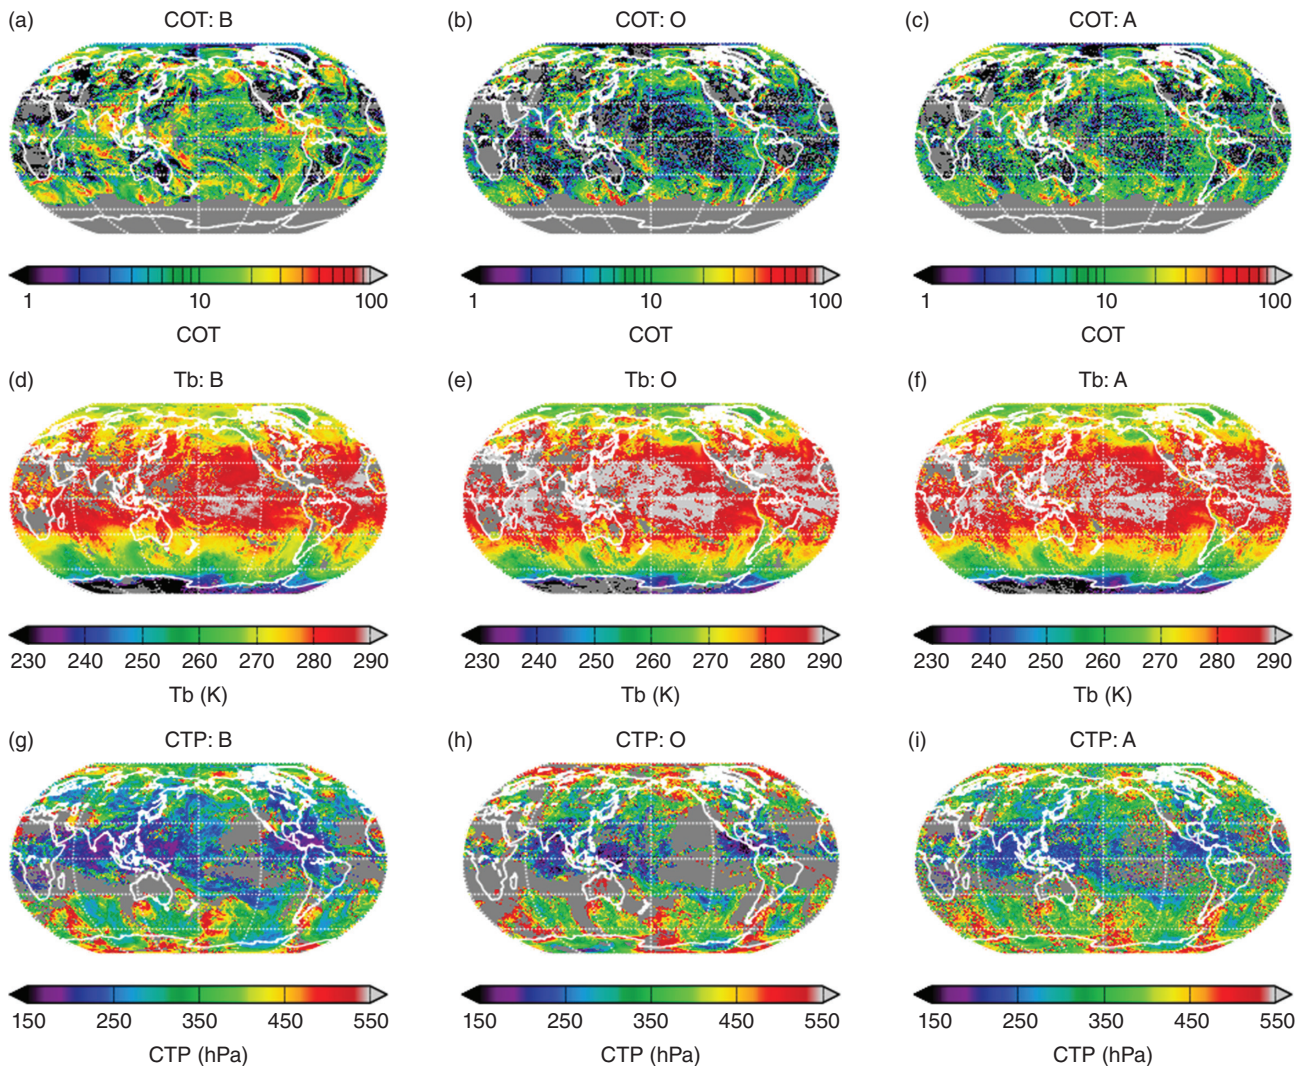 (a) COT: B
(b) COT: O
(c) COT: A
1 10 100
COT
1 10 100
1 10 100
COT
(d) Tb: B
(e) Tb: O
(f) Tb: A
230 240 250 260 270 280 290
Tb (K)
230 240 250 260 270 280 290
Tb (K)
230 240 250 260 270 280 290
Tb (K)
(g) CTP: B
(h) CTP: O
(i) CTP: A
150 250 350 450 550
CTP (hPa)
150 250 350 450 550
CTP (hPa)
150 250 350 450 550
CTP (hPa)